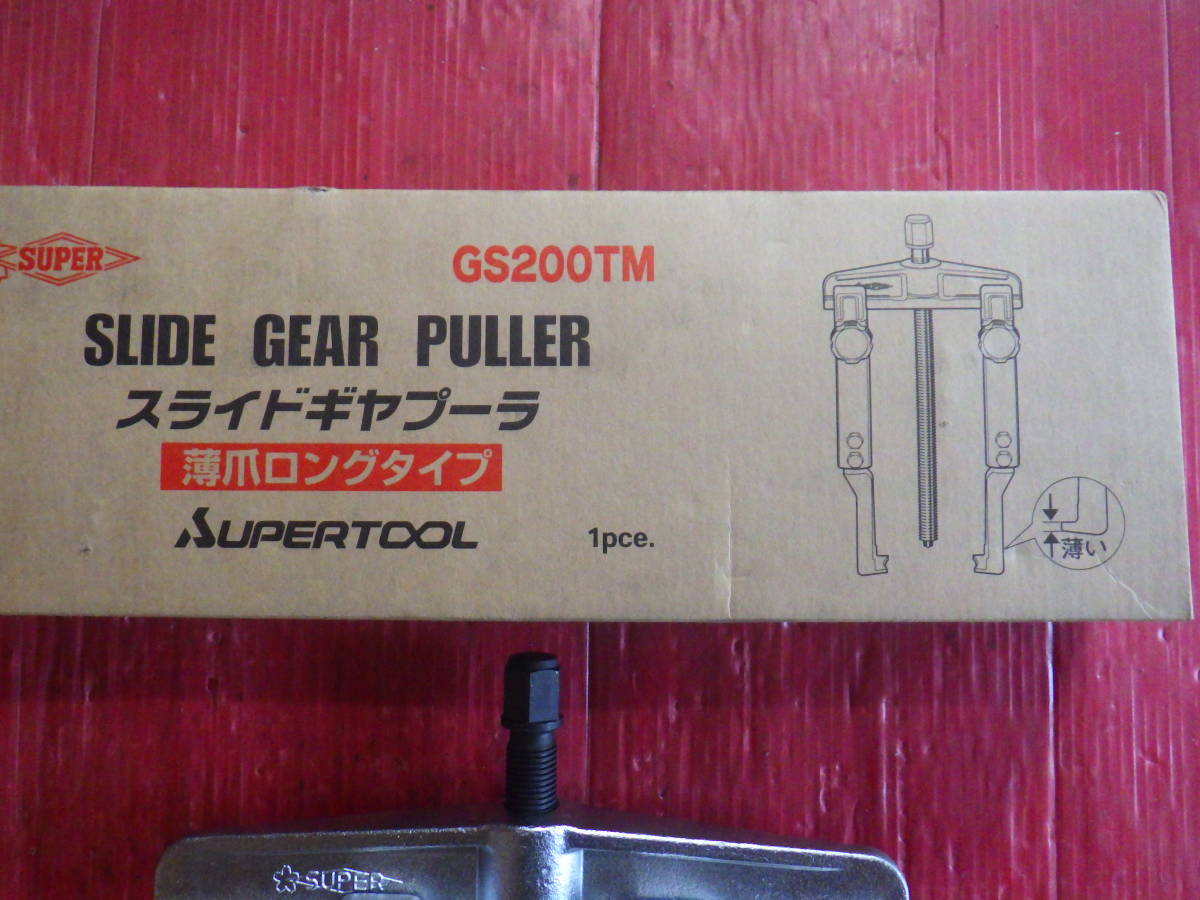 SUPER
GS200TM
SLIDE GEAR PULLER
スライドギヤプーラ
薄爪ロングタイプ
SUPERTOOL
1pce.
薄い
SUPER